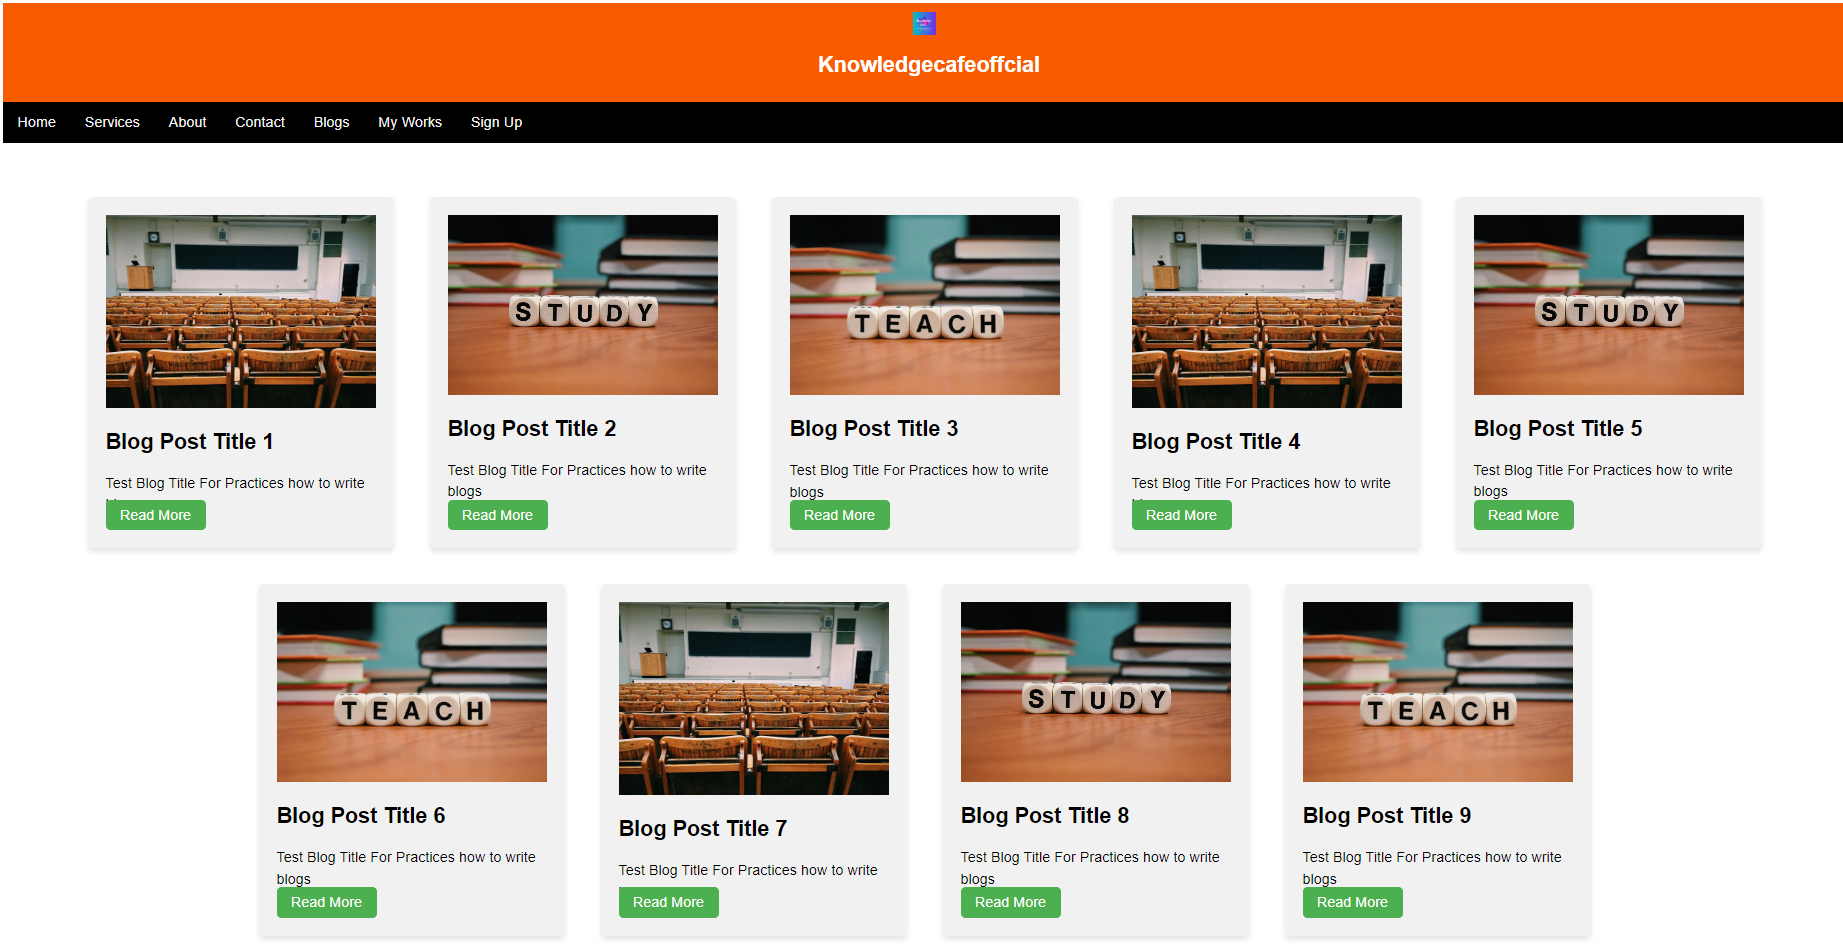 Knowledgecafeoffcial
Home Services About Contact Blogs My Works Sign Up
STUDY
TEACH
STUDY
Blog Post Title 1
Blog Post Title 2
Blog Post Title 3
Blog Post Title 4
Blog Post Title 5
Test Blog Title For Practices how to write
Test Blog Title For Practices how to write
blogs
Test Blog Title For Practices how to write
blogs
Test Blog Title For Practices how to write
Test Blog Title For Practices how to write
blogs
Read More
Read More
Read More
Read More
Read More
TEACH
STUDY
TEACH
Blog Post Title 6
Blog Post Title 7
Blog Post Title 8
Blog Post Title 9
Test Blog Title For Practices how to write
blogs
Test Blog Title For Practices how to write
Test Blog Title For Practices how to write
blogs
Test Blog Title For Practices how to write
blogs
Read More
Read More
Read More
Read More